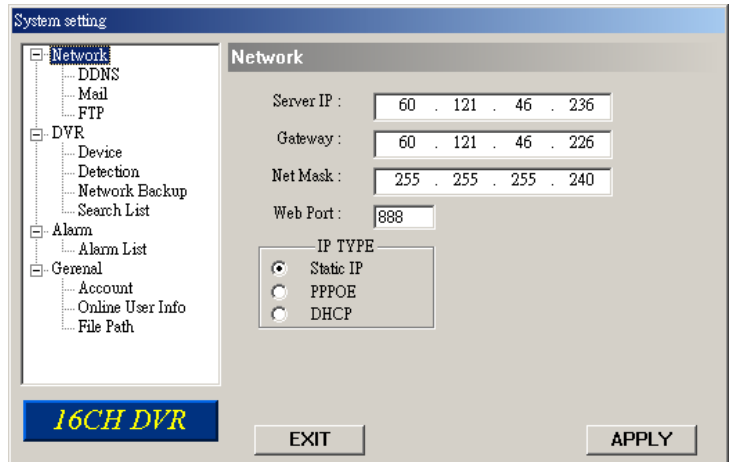 System setting
Network
DDNS
Mail
FTP
DVR
Device
Detection
Network Backup
Search List
Alarm
Alarm List
Gerenal
Account
Online User Info
File Path
16CH DVR
Network
Server IP : 60 . 121 . 46 . 236
Gateway : 60 . 121 . 46 . 226
Net Mask : 255 . 255 . 255 . 240
Web Port : 888
IP TYPE
Static IP
PPPOE
DHCP
EXIT APPLY